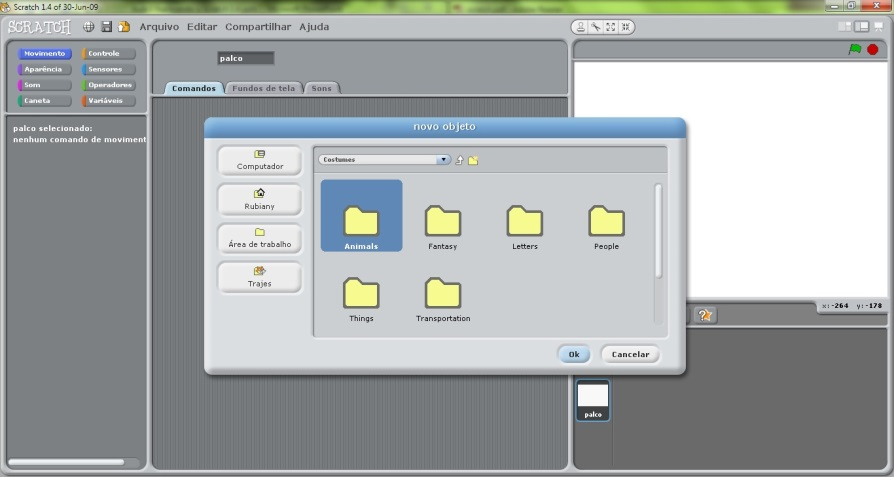 Scratch 1.4 of 30-Jun-09
SCRATCH Arquivo Editar Compartilhar Ajuda
Movimento Controle
Aparência Sensores
Som Operadores
Caneta Variáveis
palco selecionado:
nenhum comando de moviment
palco
Comandos Fundos de tela Sons
novo objeto
Computador
Rubiany
Área de trabalho
Trajes
Costumes
Animals Fantasy Letters People
Things Transportation
Ok Cancelar
x: -264 y: -178
palco